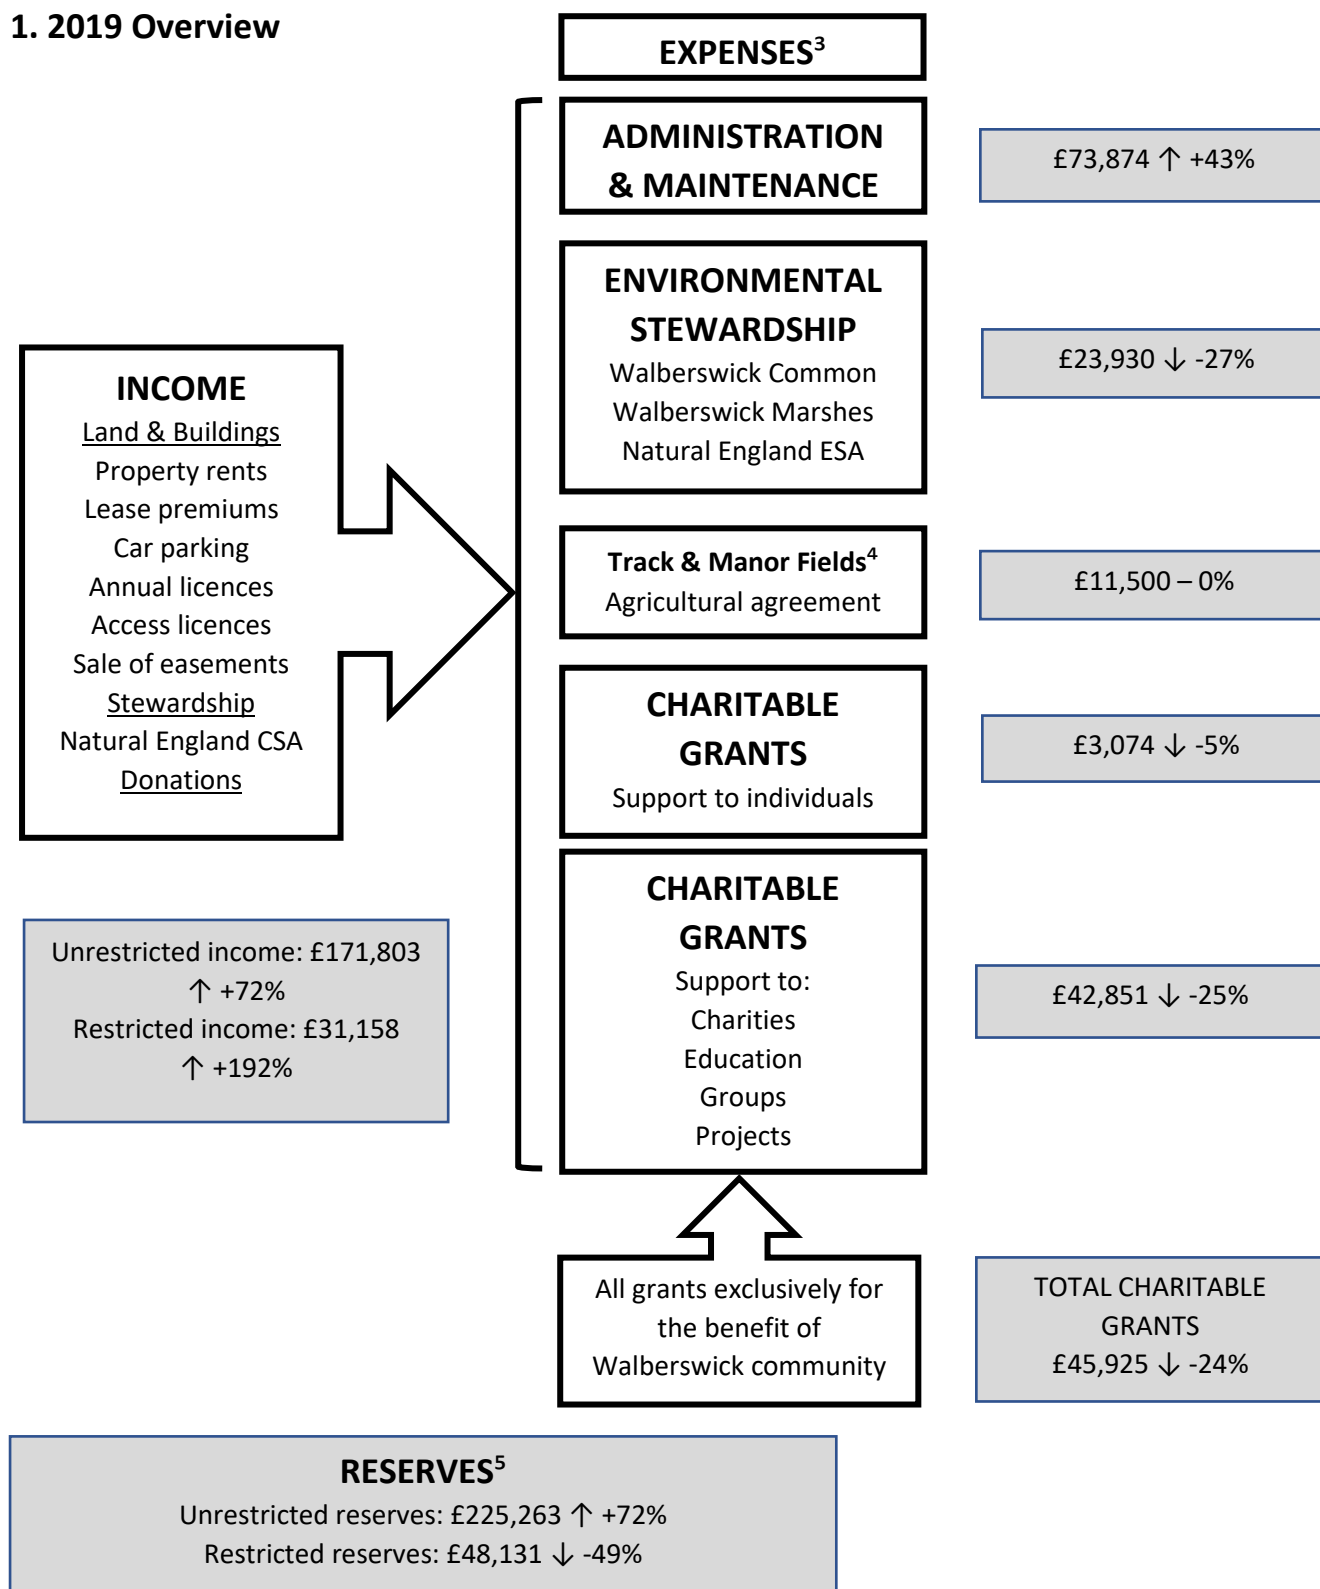 1. 2019 Overview
EXPENSES³
ADMINISTRATION
& MAINTENANCE
£73,874 ↑ +43%
ENVIRONMENTAL
STEWARDSHIP
Walberswick Common
Walberswick Marshes
Natural England ESA
£23,930 ↓ -27%
INCOME
Land & Buildings
Property rents
Lease premiums
Car parking
Annual licences
Access licences
Sale of easements
Stewardship
Natural England CSA
Donations
Track & Manor Fields⁴
Agricultural agreement
£11,500 – 0%
CHARITABLE
GRANTS
Support to individuals
£3,074 ↓ -5%
Unrestricted income: £171,803
↑ +72%
Restricted income: £31,158
↑ +192%
CHARITABLE
GRANTS
Support to:
Charities
Education
Groups
Projects
£42,851 ↓ -25%
All grants exclusively for
the benefit of
Walberswick community
TOTAL CHARITABLE
GRANTS
£45,925 ↓ -24%
RESERVES⁵
Unrestricted reserves: £225,263 ↑ +72%
Restricted reserves: £48,131 ↓ -49%